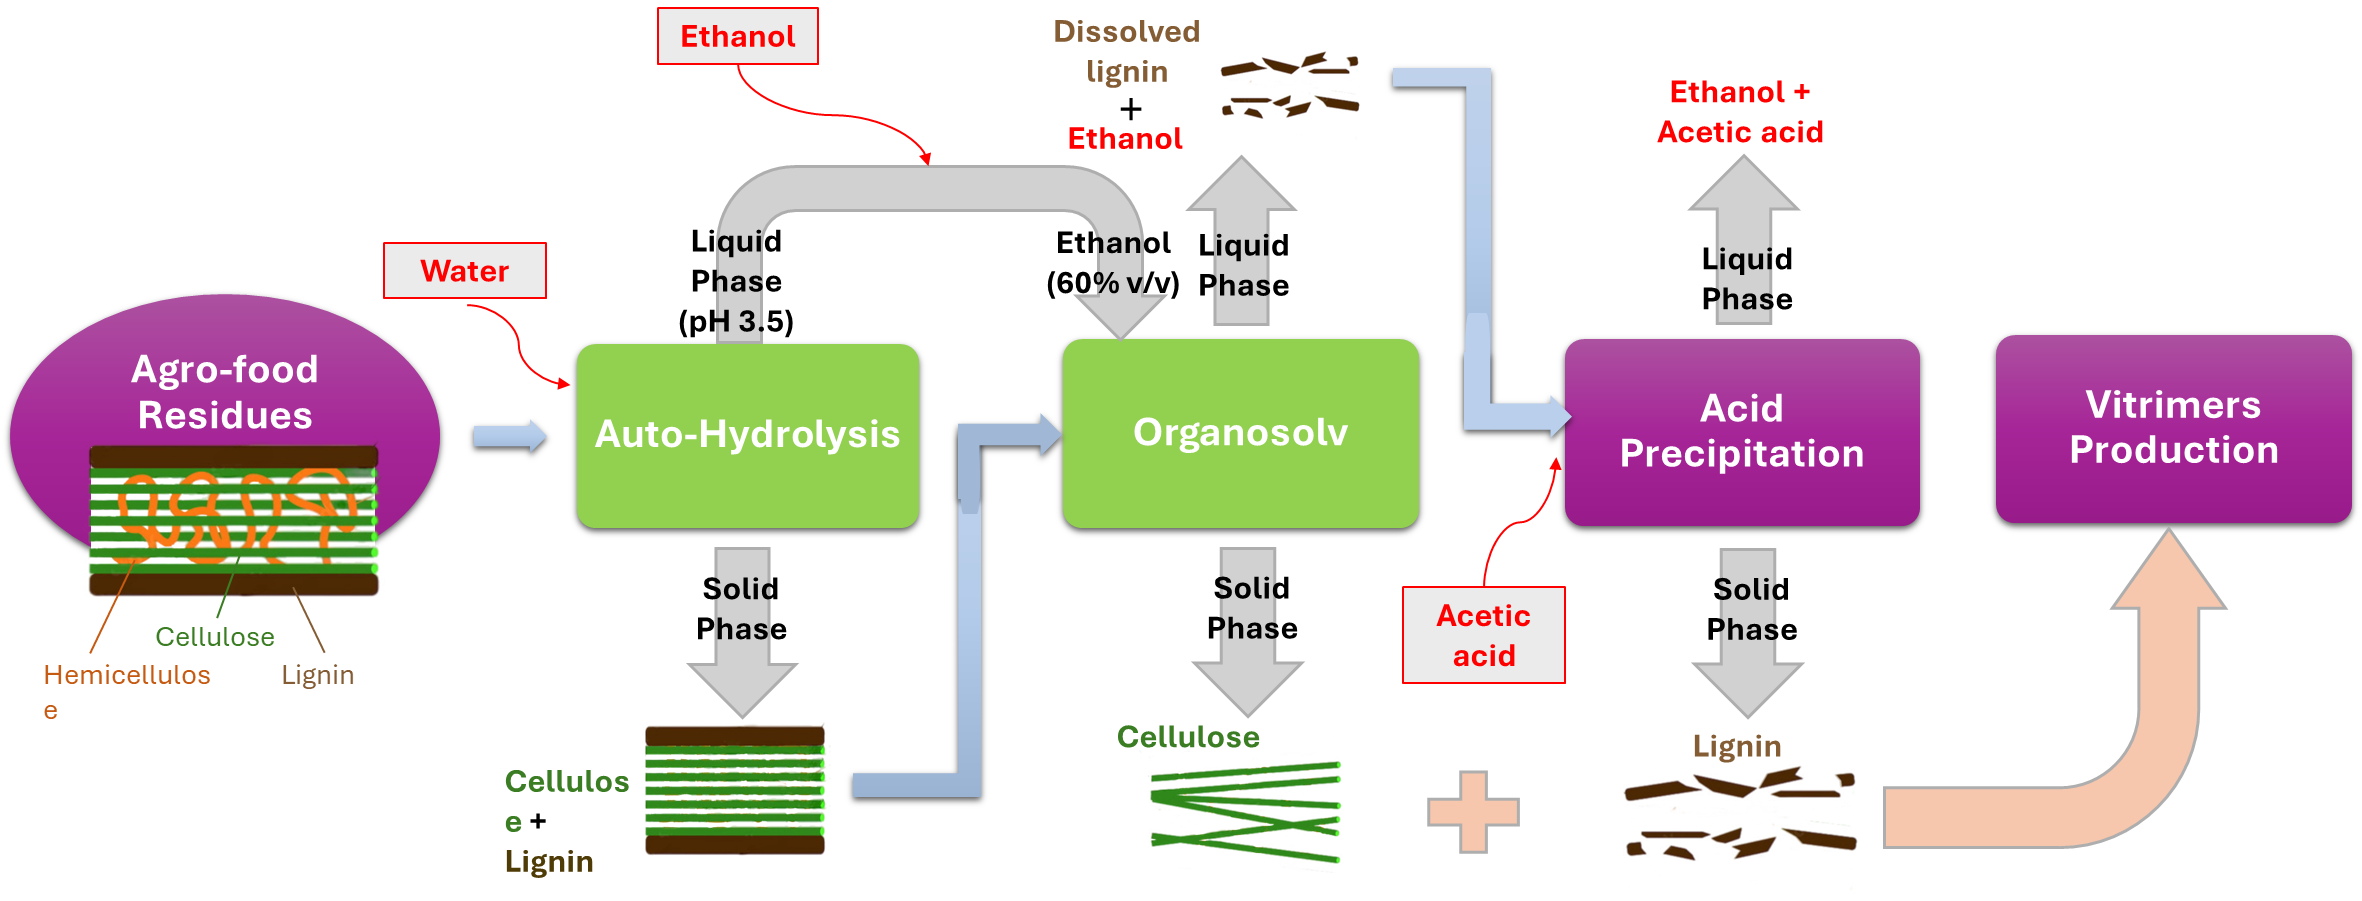 Ethanol
Dissolved
lignin
+
Ethanol
Ethanol +
Acetic acid
Water
Liquid
Phase
(pH 3.5)
Ethanol
(60% v/v)
Liquid
Phase
Liquid
Phase
Agro-food
Residues
Auto-Hydrolysis
Organosolv
Acid
Precipitation
Vitrimers
Production
Hemicellulos
e
Cellulose
Lignin
Solid
Phase
Solid
Phase
Acetic
acid
Solid
Phase
Cellulos
e +
Lignin
Cellulose
Lignin